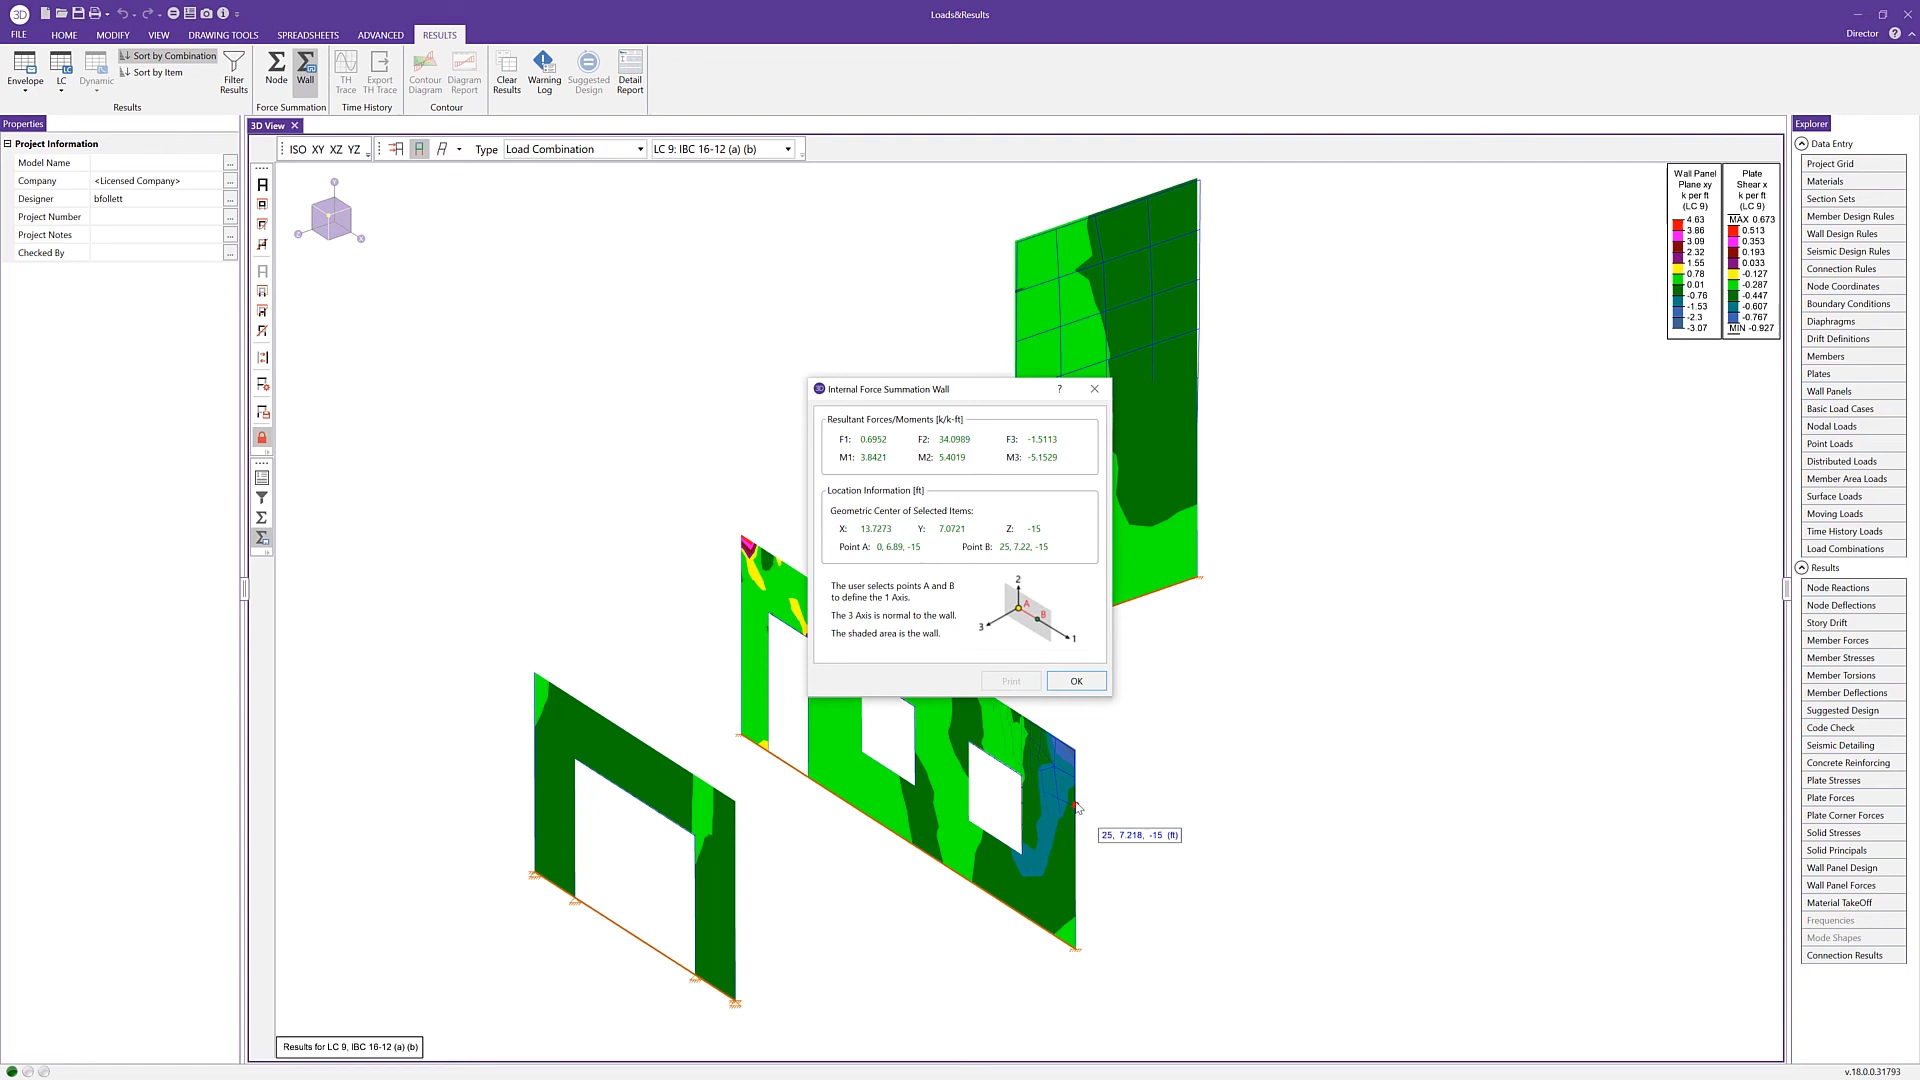 3D
Loads&Results
FILE HOME MODIFY VIEW DRAWING TOOLS SPREADSHEETS ADVANCED RESULTS
Director
Envelope
LC
Dynamic
Sort by Combination
Sort by Item
Filter Results
Results
Node
Wall
Force Summation
TH Trace
Export TH Trace
Time History
Contour Diagram
Diagram Report
Contour
Clear Results
Warning Log
Suggested Design
Detail Report
Properties
Project Information
Model Name
Company <Licensed Company>
Designer bfollett
Project Number
Project Notes
Checked By
3D View
ISO XY XZ YZ
Type Load Combination LC 9: IBC 16-12 (a) (b)
Y
Z
X
Wall Panel
Plane xy
k per ft
(LC 9)
4.63
3.86
3.09
2.32
1.55
0.78
0.01
-0.76
-1.53
-2.3
-3.07
Plate
Shear x
k per ft
(LC 9)
MAX 0.673
0.513
0.353
0.193
0.033
-0.127
-0.287
-0.447
-0.607
-0.767
MIN -0.927
3D Internal Force Summation Wall ?
Resultant Forces/Moments [k/k-ft]
F1: 0.6952 F2: 34.0989 F3: -1.5113
M1: 3.8421 M2: 5.4019 M3: -5.1529
Location Information [ft]
Geometric Center of Selected Items:
X: 13.7273 Y: 7.0721 Z: -15
Point A: 0, 6.89, -15 Point B: 25, 7.22, -15
The user selects points A and B
to define the 1 Axis.
The 3 Axis is normal to the wall.
The shaded area is the wall.
2
A
B
3
1
Print OK
25, 7.218, -15 (ft)
Results for LC 9, IBC 16-12 (a) (b)
Explorer
Data Entry
Project Grid
Materials
Section Sets
Member Design Rules
Wall Design Rules
Seismic Design Rules
Connection Rules
Node Coordinates
Boundary Conditions
Diaphragms
Drift Definitions
Members
Plates
Wall Panels
Basic Load Cases
Nodal Loads
Point Loads
Distributed Loads
Member Area Loads
Surface Loads
Moving Loads
Time History Loads
Load Combinations
Results
Node Reactions
Node Deflections
Story Drift
Member Forces
Member Stresses
Member Torsions
Member Deflections
Suggested Design
Code Check
Seismic Detailing
Concrete Reinforcing
Plate Stresses
Plate Forces
Plate Corner Forces
Solid Stresses
Solid Principals
Wall Panel Design
Wall Panel Forces
Material TakeOff
Frequencies
Mode Shapes
Connection Results
v.18.0.0.31793